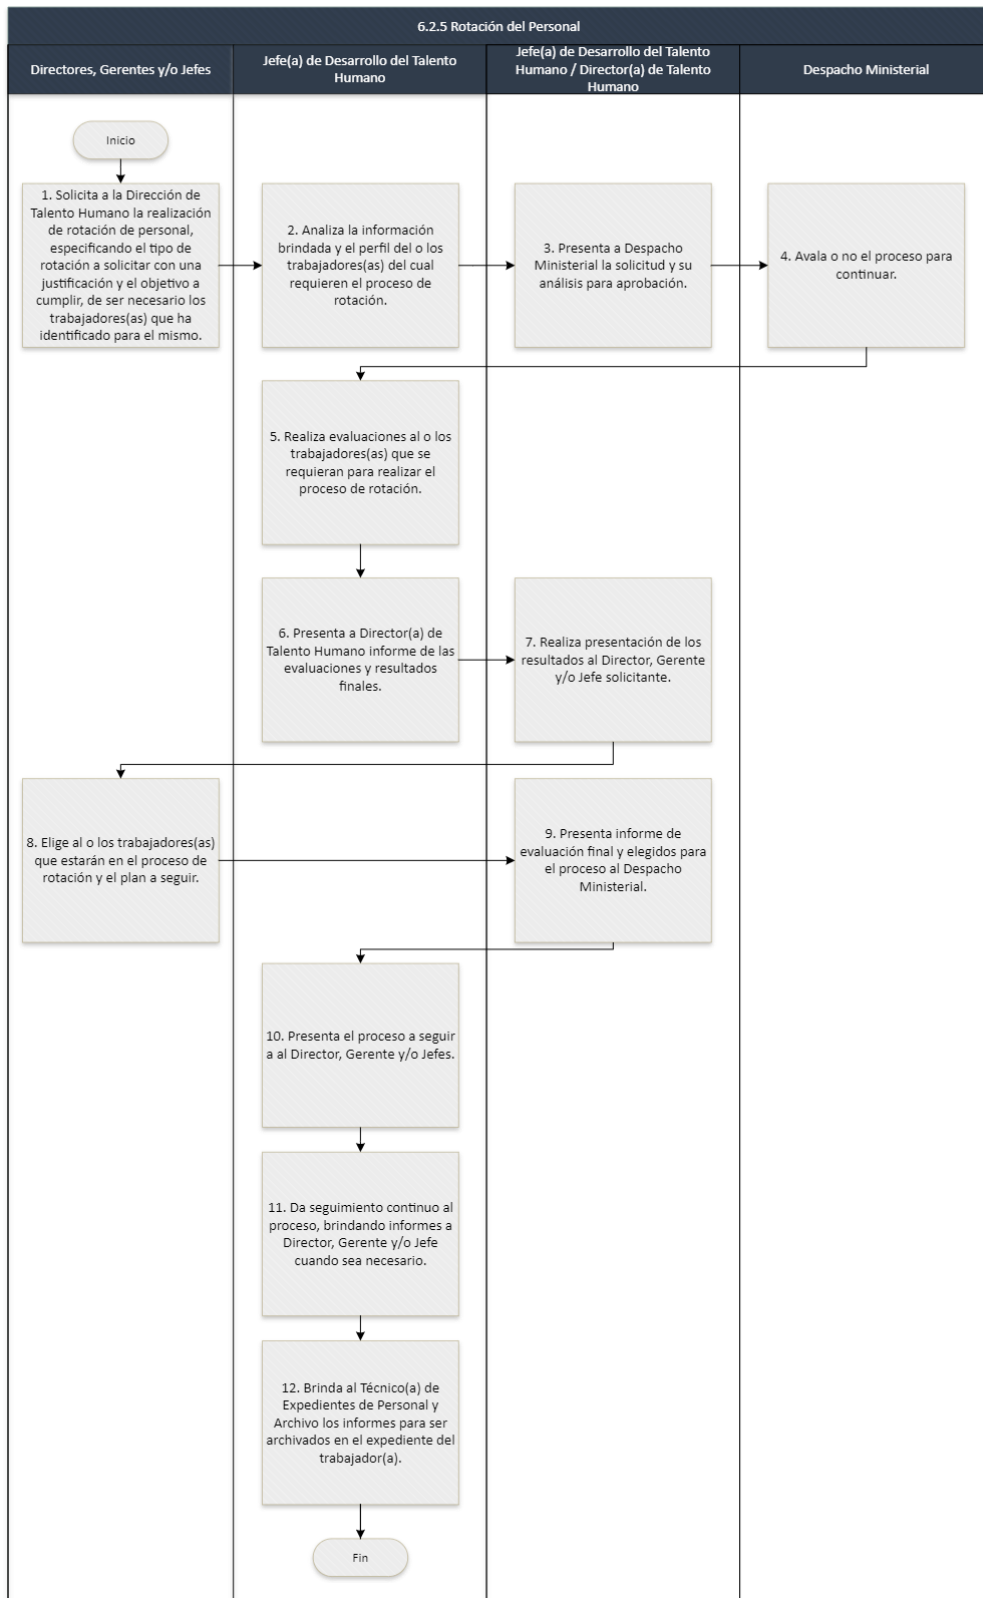 6.2.5 Rotación del Personal
Directores, Gerentes y/o Jefes
Jefe(a) de Desarrollo del Talento
Humano
Jefe(a) de Desarrollo del Talento
Humano / Director(a) de Talento
Humano
Despacho Ministerial
Inicio
1. Solicita a la Dirección de
Talento Humano la realización
de rotación de personal,
especificando el tipo de
rotación a solicitar con una
justificación y el objetivo a
cumplir, de ser necesario los
trabajadores(as) que ha
identificado para el mismo.
2. Analiza la información
brindada y el perfil del o los
trabajadores(as) del cual
requieren el proceso de
rotación.
3. Presenta a Despacho
Ministerial la solicitud y su
análisis para aprobación.
4. Avala o no el proceso para
continuar.
5. Realiza evaluaciones al o los
trabajadores(as) que se
requieran para realizar el
proceso de rotación.
6. Presenta a Director(a) de
Talento Humano informe de las
evaluaciones y resultados
finales.
7. Realiza presentación de los
resultados al Director, Gerente
y/o Jefe solicitante.
8. Elige al o los trabajadores(as)
que estarán en el proceso de
rotación y el plan a seguir.
9. Presenta informe de
evaluación final y elegidos para
el proceso al Despacho
Ministerial.
10. Presenta el proceso a seguir
a al Director, Gerente y/o Jefes.
11. Da seguimiento continuo al
proceso, brindando informes a
Director, Gerente y/o Jefe
cuando sea necesario.
12. Brinda al Técnico(a) de
Expedientes de Personal y
Archivo los informes para ser
archivados en el expediente del
trabajador(a).
Fin